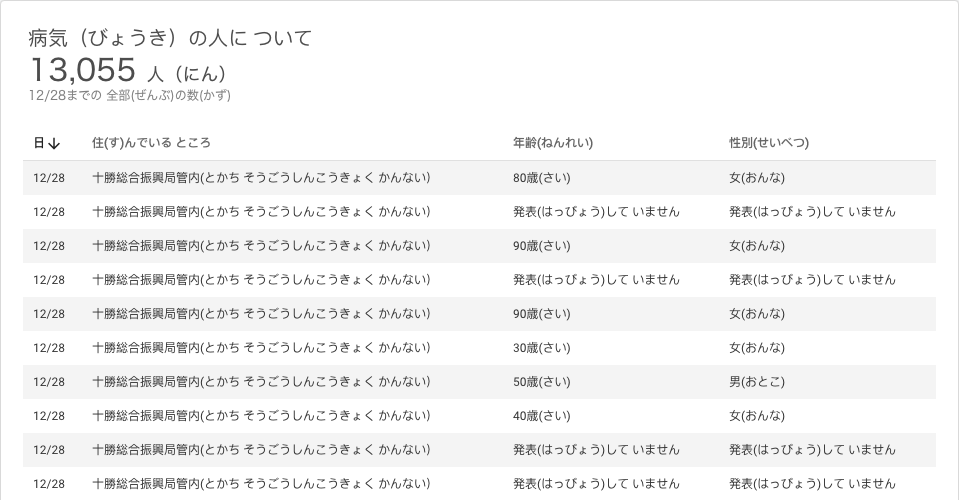 病気（びょうき）の人に ついて
13,055 人（にん）
12/28までの 全部(ぜんぶ)の数(かず)
日↓ 住(す)んでいる ところ 年齢(ねんれい) 性別(せいべつ)
12/28 十勝総合振興局管内(とかち そうごうしんこうきょく かんない) 80歳(さい) 女(おんな)
12/28 十勝総合振興局管内(とかち そうごうしんこうきょく かんない) 発表(はっぴょう)して いません 発表(はっぴょう)して いません
12/28 十勝総合振興局管内(とかち そうごうしんこうきょく かんない) 90歳(さい) 女(おんな)
12/28 十勝総合振興局管内(とかち そうごうしんこうきょく かんない) 発表(はっぴょう)して いません 発表(はっぴょう)して いません
12/28 十勝総合振興局管内(とかち そうごうしんこうきょく かんない) 90歳(さい) 女(おんな)
12/28 十勝総合振興局管内(とかち そうごうしんこうきょく かんない) 30歳(さい) 女(おんな)
12/28 十勝総合振興局管内(とかち そうごうしんこうきょく かんない) 50歳(さい) 男(おとこ)
12/28 十勝総合振興局管内(とかち そうごうしんこうきょく かんない) 40歳(さい) 女(おんな)
12/28 十勝総合振興局管内(とかち そうごうしんこうきょく かんない) 発表(はっぴょう)して いません 発表(はっぴょう)して いません
12/28 十勝総合振興局管内(とかち そうごうしんこうきょく かんない) 発表(はっぴょう)して いません 発表(はっぴょう)して いません